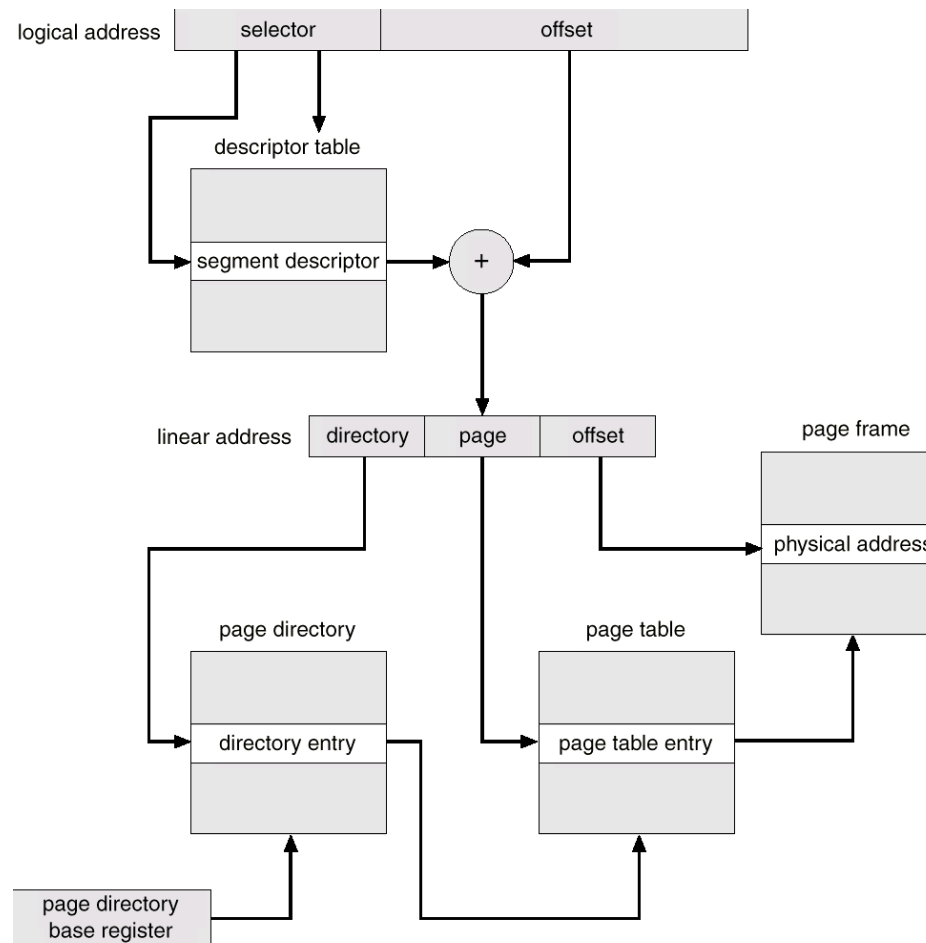 logical address selector offset
descriptor table
segment descriptor +
linear address directory page offset
page frame
physical address
page directory page table
directory entry page table entry
page directory
base register